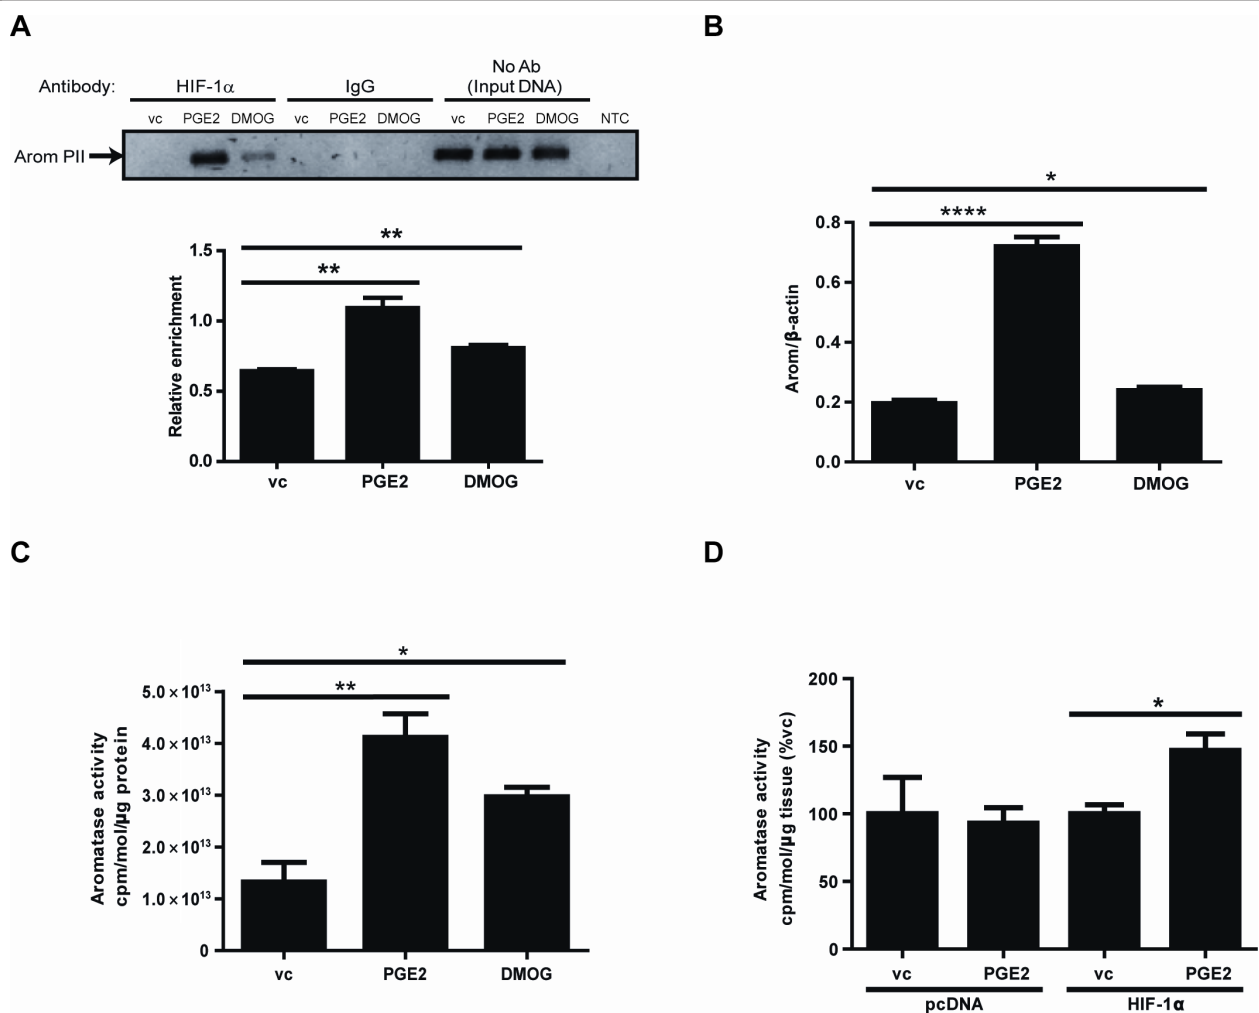 A
No Ab
Antibody: HIF-1α IgG (Input DNA)
vc PGE2 DMOG vc PGE2 DMOG vc PGE2 DMOG NTC
Arom PII
**
**
Relative enrichment
1.5
1.0
0.5
0.0
vc PGE2 DMOG
B
*
****
Arom/β-actin
0.8
0.6
0.4
0.2
0.0
vc PGE2 DMOG
C
*
**
Aromatase activity
cpm/mol/µg protein
5.0 × 10¹³
4.0 × 10¹³
3.0 × 10¹³
2.0 × 10¹³
1.0 × 10¹³
0
vc PGE2 DMOG
D
*
Aromatase activity
cpm/mol/µg tissue (%vc)
200
150
100
50
0
vc PGE2 vc PGE2
pcDNA HIF-1α